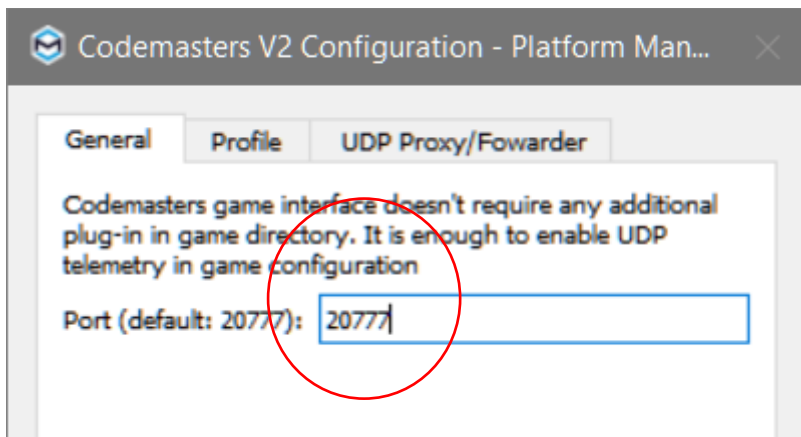 Codemasters V2 Configuration - Platform Man...
General Profile UDP Proxy/Fowarder
Codemasters game interface doesn't require any additional
plug-in in game directory. It is enough to enable UDP
telemetry in game configuration
Port (default: 20777): 20777